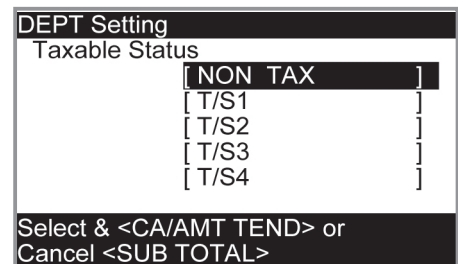 DEPT Setting
Taxable Status
[ NON TAX ]
[ T/S1 ]
[ T/S2 ]
[ T/S3 ]
[ T/S4 ]
Select & <CA/AMT TEND> or
Cancel <SUB TOTAL>